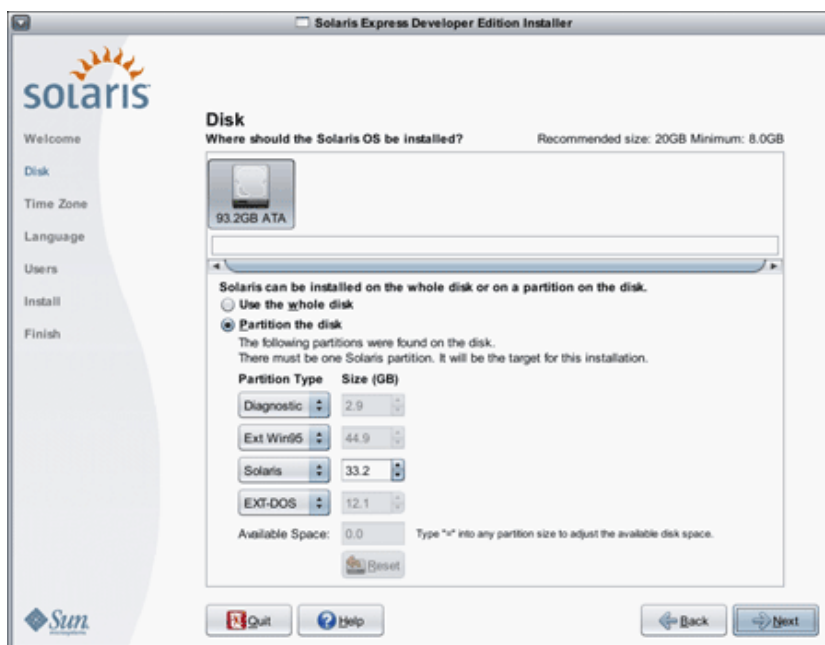 Solaris Express Developer Edition Installer
solaris
Welcome
Disk
Time Zone
Language
Users
Install
Finish
Disk
Where should the Solaris OS be installed? Recommended size: 20GB Minimum: 8.0GB
93.2GB ATA
Solaris can be installed on the whole disk or on a partition on the disk.
Use the whole disk
Partition the disk
The following partitions were found on the disk.
There must be one Solaris partition. It will be the target for this installation.
Partition Type Size (GB)
Diagnostic 2.9
Ext Win95 44.9
Solaris 33.2
EXT-DOS 12.1
Available Space: 0.0 Type "=" into any partition size to adjust the available disk space.
Reset
Sun
microsystems
Quit Help Back Next